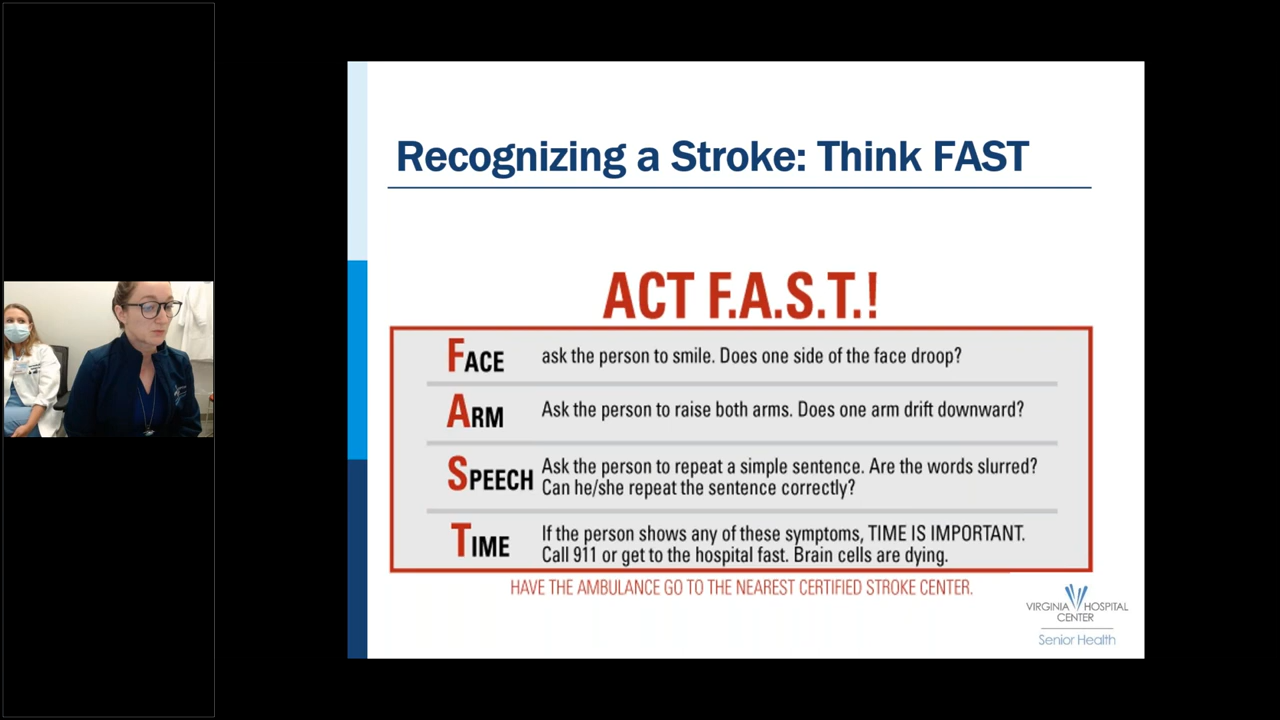 Recognizing a Stroke: Think FAST
ACT F.A.S.T.!
FACE ask the person to smile. Does one side of the face droop?
ARM Ask the person to raise both arms. Does one arm drift downward?
SPEECH Ask the person to repeat a simple sentence. Are the words slurred?
Can he/she repeat the sentence correctly?
TIME If the person shows any of these symptoms, TIME IS IMPORTANT.
Call 911 or get to the hospital fast. Brain cells are dying.
HAVE THE AMBULANCE GO TO THE NEAREST CERTIFIED STROKE CENTER.
VIRGINIA HOSPITAL
CENTER
Senior Health